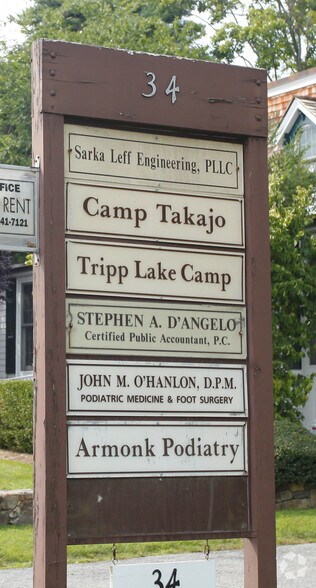 34
Sarka Leff Engineering, PLLC
FICE
RENT
41-7121
Camp Takajo
Tripp Lake Camp
STEPHEN A. D'ANGELO
Certified Public Accountant, P.C.
JOHN M. O'HANLON, D.P.M.
PODIATRIC MEDICINE & FOOT SURGERY
Armonk Podiatry
34